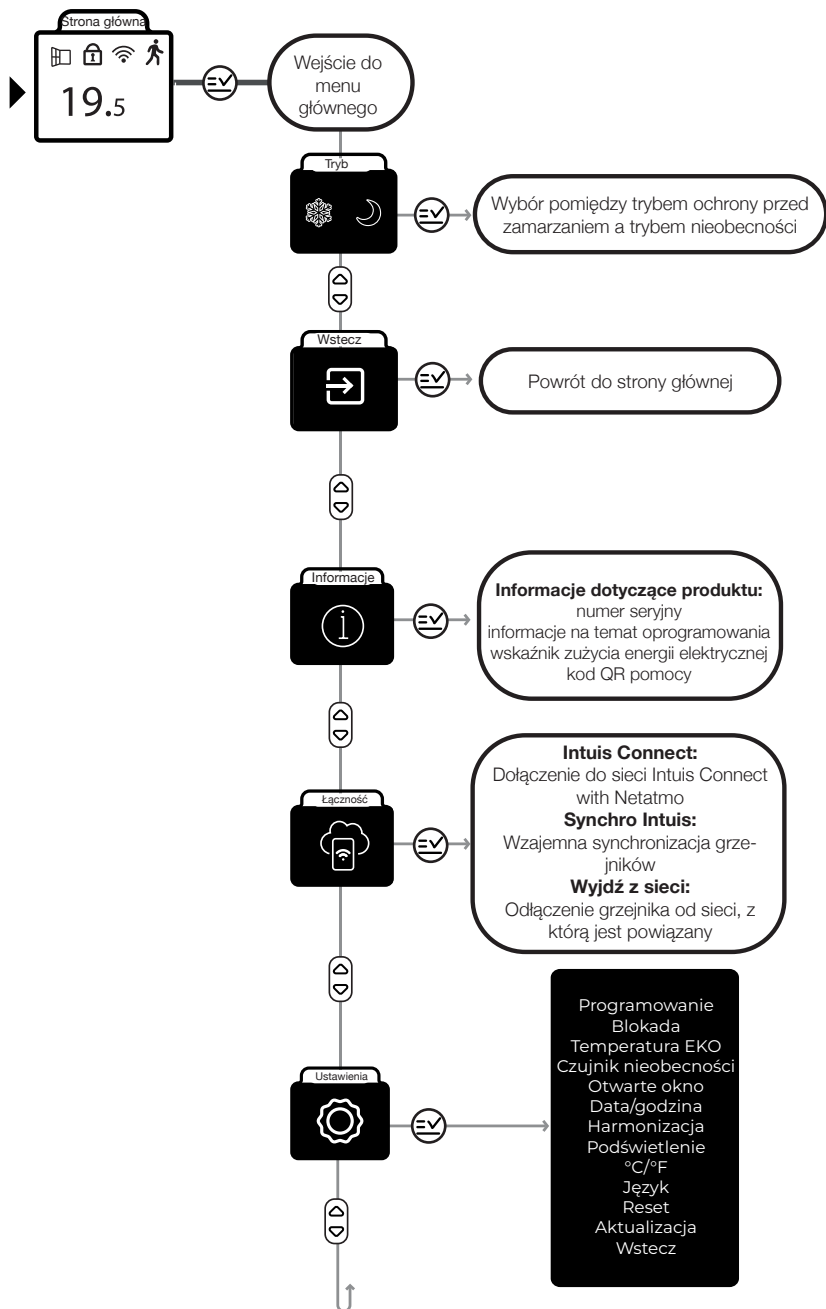 Strona główna
19.5
Wejście do
menu
głównego
Tryb
Wybór pomiędzy trybem ochrony przed
zamarzaniem a trybem nieobecności
Wstecz
Powrót do strony głównej
Informacje
Informacje dotyczące produktu:
numer seryjny
informacje na temat oprogramowania
wskaźnik zużycia energii elektrycznej
kod QR pomocy
Łączność
Intuis Connect:
Dołączenie do sieci Intuis Connect
with Netatmo
Synchro Intuis:
Wzajemna synchronizacja grze-
jników
Wyjdź z sieci:
Odłączenie grzejnika od sieci, z
którą jest powiązany
Ustawienia
Programowanie
Blokada
Temperatura EKO
Czujnik nieobecności
Otwarte okno
Data/godzina
Harmonizacja
Podświetlenie
°C/°F
Język
Reset
Aktualizacja
Wstecz